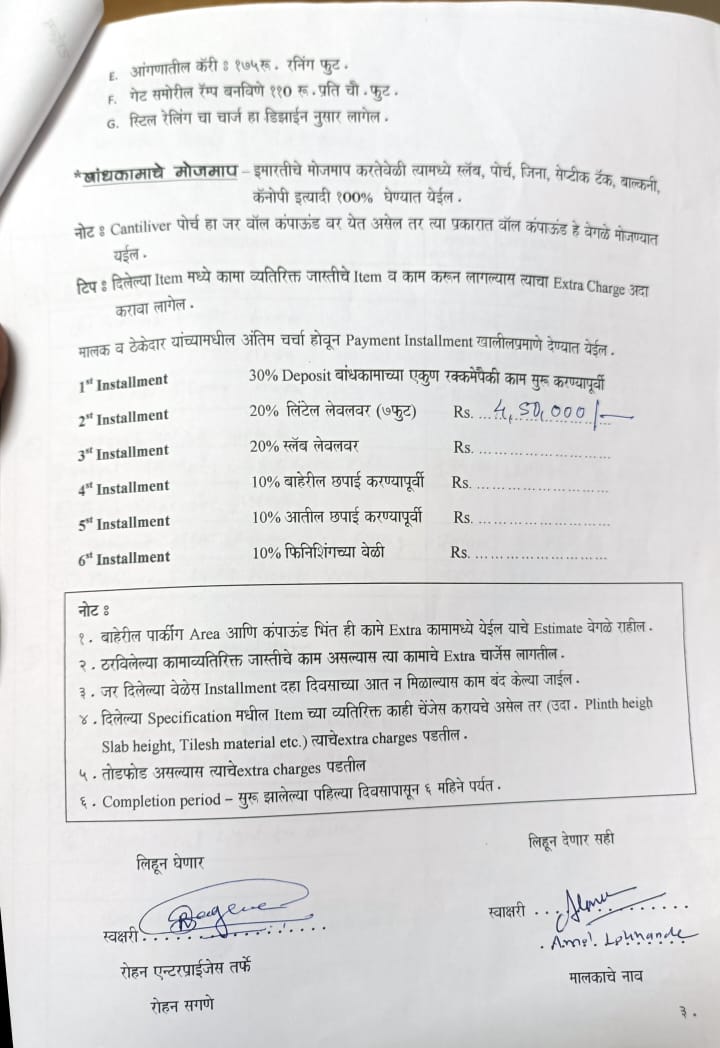 E. आंगणातील कॅरी ः १७५रू. रनिंग फुट.
F. गेट समोरील रॅम्प बनविणे ११० रू. प्रति चौ. फुट.
G. स्टिल रेलिंग चा चार्ज हा डिझाईन नुसार लागेल.
*बांधकामाचे मोजमाप – इमारतीचे मोजमाप करतेवेळी त्यामध्ये स्लॅब, पोर्च, जिना, सेप्टीक टॅंक, बाल्कनी,
कॅनोपी इत्यादी १००% घेण्यात येईल.
नोट ः Cantiliver पोर्च हा जर वॉल कंपाऊंड वर येत असेल तर त्या प्रकारात वॉल कंपाऊंड हे वेगळे मोजण्यात
येईल.
टिप ः दिलेल्या Item मध्ये कामा व्यतिरिक्त जास्तीचे Item व काम करून लागल्यास त्याचा Extra Charge अदा
करावा लागेल.
मालक व ठेकेदार यांच्यामधील अंतिम चर्चा होवून Payment Installment खालीलप्रमाणे देण्यात येईल.
1st Installment 30% Deposit बांधकामाच्या एकुण रक्कमेपैकी काम सुरू करण्यापूर्वी
2nd Installment 20% लिंटेल लेवलवर (७फुट) Rs. ...4,50,000/-
3rd Installment 20% स्लॅब लेवलवर Rs. ..............................
4st Installment 10% बाहेरील छपाई करण्यापूर्वी Rs. ..............................
5st Installment 10% आतील छपाई करण्यापूर्वी Rs. ..............................
6st Installment 10% फिनिशिंगच्या वेळी Rs. ..............................
नोट ः
१. बाहेरील पार्कींग Area आणि कंपाऊंड भिंत ही कामे Extra कामामध्ये येईल याचे Estimate वेगळे राहील.
२. ठरविलेल्या कामाव्यतिरिक्त जास्तीचे काम असल्यास त्या कामाचे Extra चार्जेस लागतील.
३. जर दिलेल्या वेळेस Installment दहा दिवसाच्या आत न मिळाल्यास काम बंद केल्या जाईल.
४. दिलेल्या Specification मधील Item च्या व्यतिरिक्त काही चेंजेस करायचे असेल तर (उदा. Plinth heigh
Slab height, Tilesh material etc.) त्याचेextra charges पडतील.
५. तोडफोड असल्यास त्याचेextra charges पडतील
६. Completion period – सुरू झालेल्या पहिल्या दिवसापासून ६ महिने पर्यंत.
लिहून घेणार लिहून देणार सही
स्वक्षरी........................ स्वाक्षरी ....................
Amol Lokhande
रोहन एन्टरप्राईजेस तर्फे मालकाचे नाव
रोहन सगणे
३.